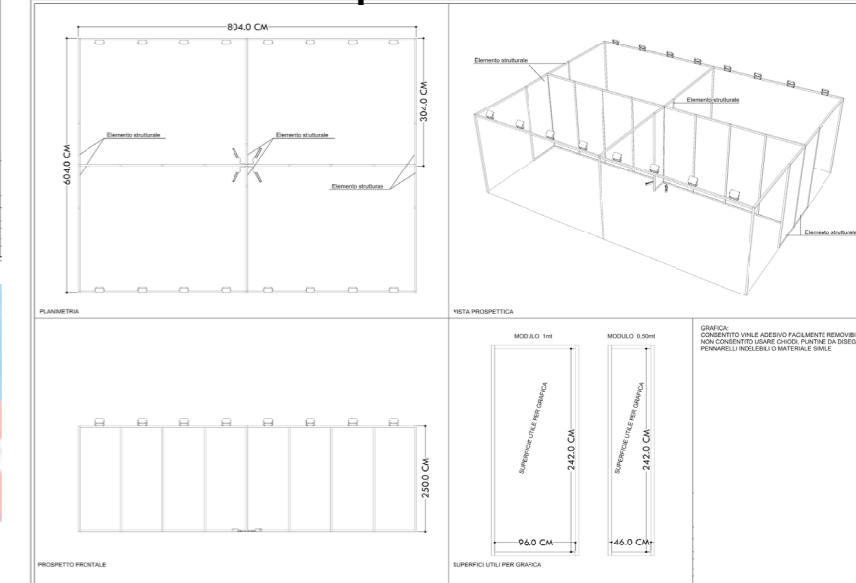 804.0 CM
304.0 CM
604.0 CM
Elemento strutturale
Elemento strutturale
Elemento struttural
PLANIMETRIA
Elemento strutturale
Elemento strutturale
Elemento strutturale
VISTA PROSPETTICA
250.0 CM
PROSPETTO FRONTALE
MODULO 1mt
MODULO 0,50mt
SUPERFICIE UTILE PER GRAFICA
242.0 CM
96.0 CM
SUPERFICIE UTILE PER GRAFICA
242.0 CM
46.0 CM
SUPERFICI UTILI PER GRAFICA
GRAFICA:
CONSENTITO VINILE ADESIVO FACILMENTE REMOVIBI
NON CONSENTITO USARE CHIODI, PUNTINE DA DISEG
PENNARELLI INDELEBILI O MATERIALE SIMILE